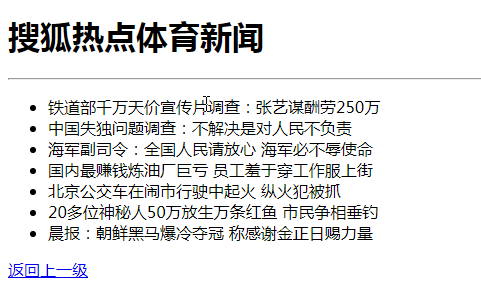 搜狐热点体育新闻
铁道部千万天价宣传片调查：张艺谋酬劳250万
中国失独问题调查：不解决是对人民不负责
海军副司令：全国人民请放心 海军必不辱使命
国内最赚钱炼油厂巨亏 员工羞于穿工作服上街
北京公交车在闹市行驶中起火 纵火犯被抓
20多位神秘人50万放生万条红鱼 市民争相垂钓
晨报：朝鲜黑马爆冷夺冠 称感谢金正日赐力量
返回上一级